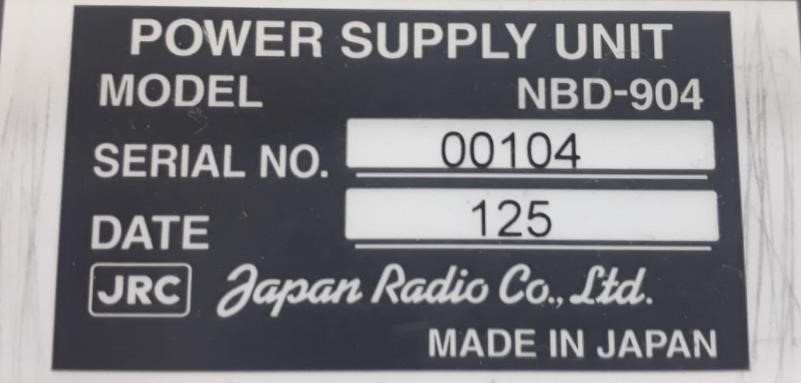 POWER SUPPLY UNIT
MODEL NBD-904
SERIAL NO. 00104
DATE 125
JRC Japan Radio Co., Ltd.
MADE IN JAPAN